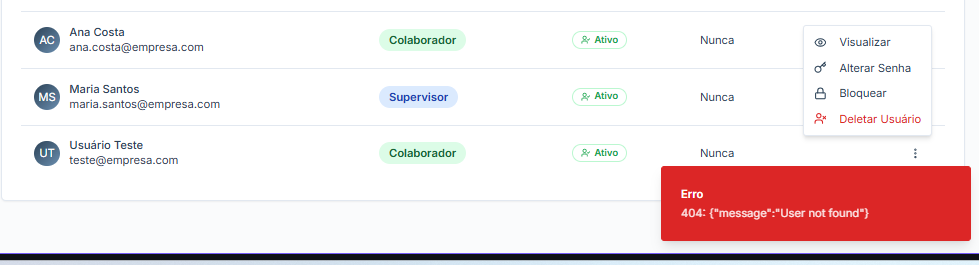 AC
Ana Costa
ana.costa@empresa.com
Colaborador
Ativo
Nunca
Visualizar
Alterar Senha
Bloquear
Deletar Usuário
MS
Maria Santos
maria.santos@empresa.com
Supervisor
Ativo
Nunca
UT
Usuário Teste
teste@empresa.com
Colaborador
Ativo
Nunca
Erro
404: {"message":"User not found"}